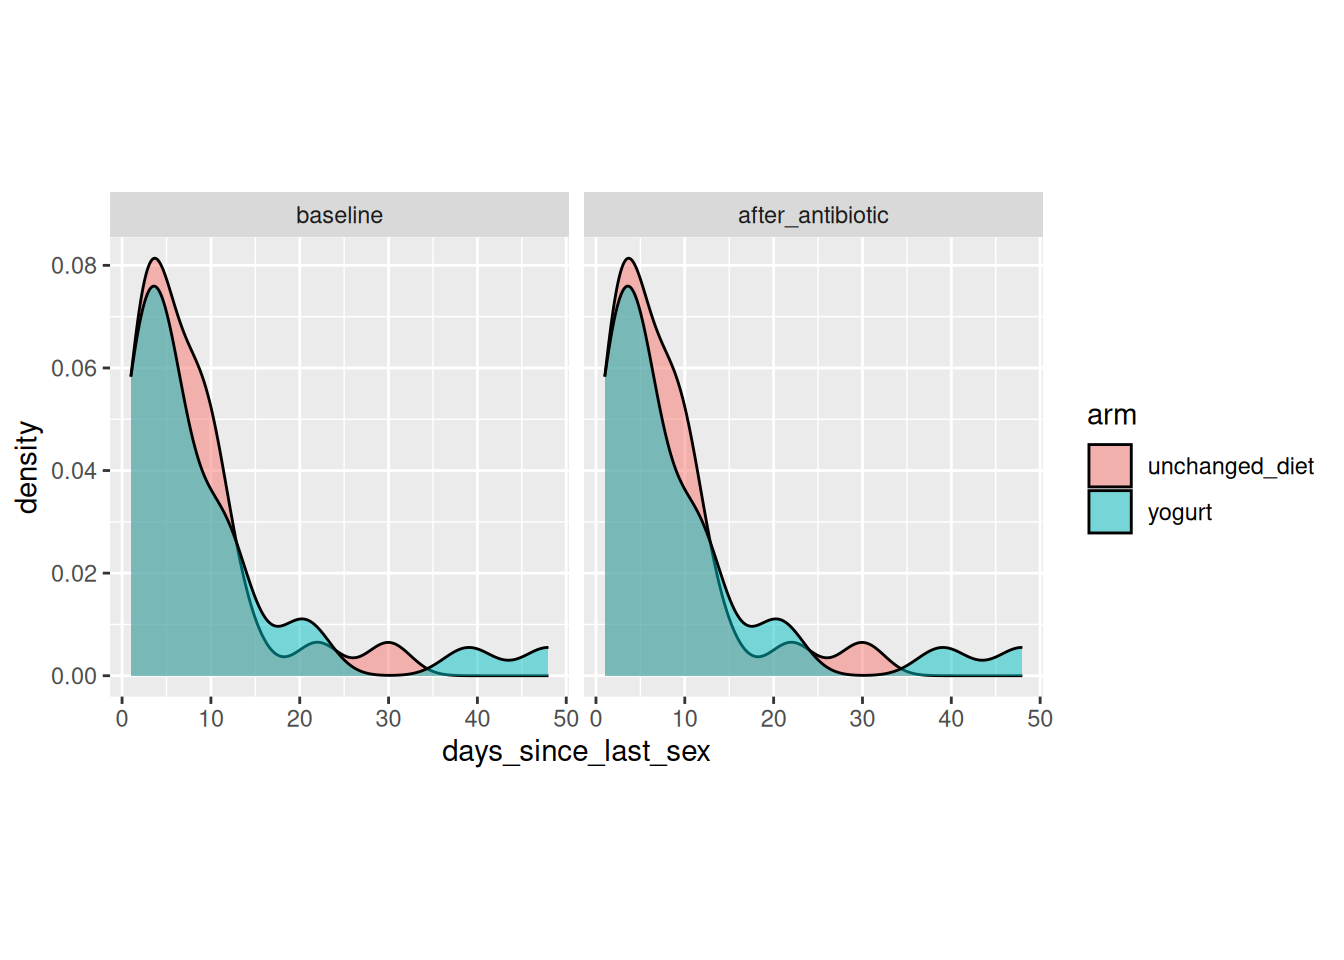 baseline
after_antibiotic
density
0.08
0.06
0.04
0.02
0.00
0 10 20 30 40 50
0 10 20 30 40 50
days_since_last_sex
arm
unchanged_diet
yogurt